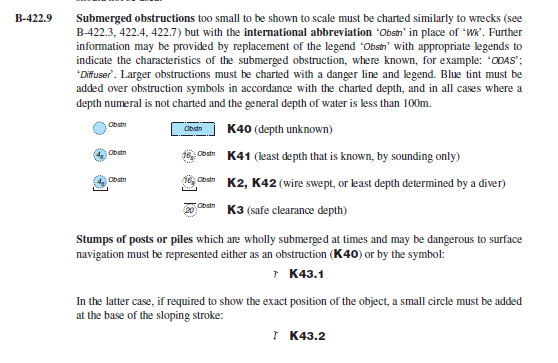 B-422.9 Submerged obstructions too small to be shown to scale must be charted similarly to wrecks (see
B-422.3, 422.4, 422.7) but with the international abbreviation ‘Obstn’ in place of ‘Wk’. Further
information may be provided by replacement of the legend ‘Obstn’ with appropriate legends to
indicate the characteristics of the submerged obstruction, where known, for example: ‘ODAS’;
‘Diffuser’. Larger obstructions must be charted with a danger line and legend. Blue tint must be
added over obstruction symbols in accordance with the charted depth, and in all cases where a
depth numeral is not charted and the general depth of water is less than 100m.
Obstn Obstn K40 (depth unknown)
4₆ Obstn 16₈ Obstn K41 (least depth that is known, by sounding only)
4₆ Obstn 16₈ Obstn K2, K42 (wire swept, or least depth determined by a diver)
20 Obstn K3 (safe clearance depth)
Stumps of posts or piles which are wholly submerged at times and may be dangerous to surface
navigation must be represented either as an obstruction (K40) or by the symbol:
K43.1
In the latter case, if required to show the exact position of the object, a small circle must be added
at the base of the sloping stroke:
K43.2